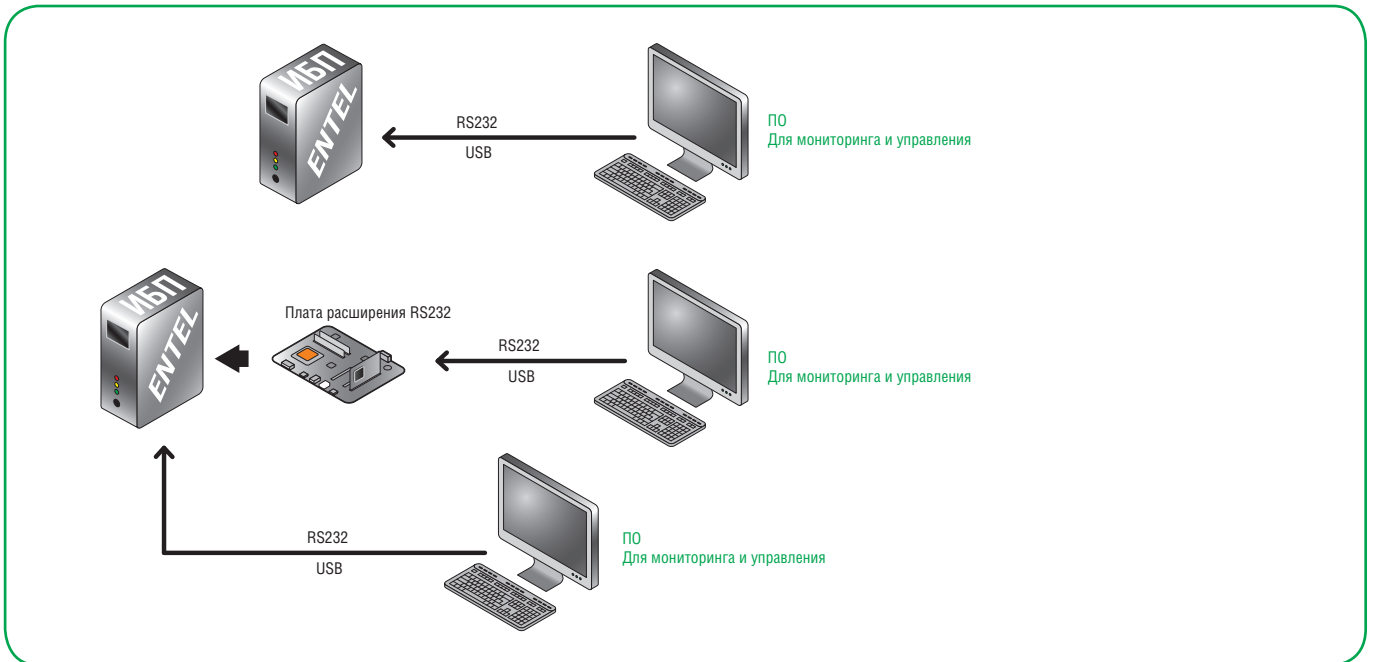 ИБП
ENTEL
RS232
USB
ПО
Для мониторинга и управления
ИБП
ENTEL
Плата расширения RS232
RS232
USB
ПО
Для мониторинга и управления
RS232
USB
ПО
Для мониторинга и управления